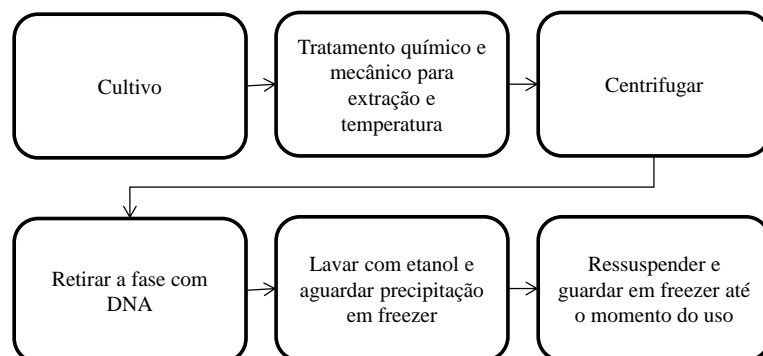 Cultivo
Tratamento químico e
mecânico para
extração e
temperatura
Centrifugar
Retirar a fase com
DNA
Lavar com etanol e
aguardar precipitação
em freezer
Ressuspender e
guardar em freezer até
o momento do uso